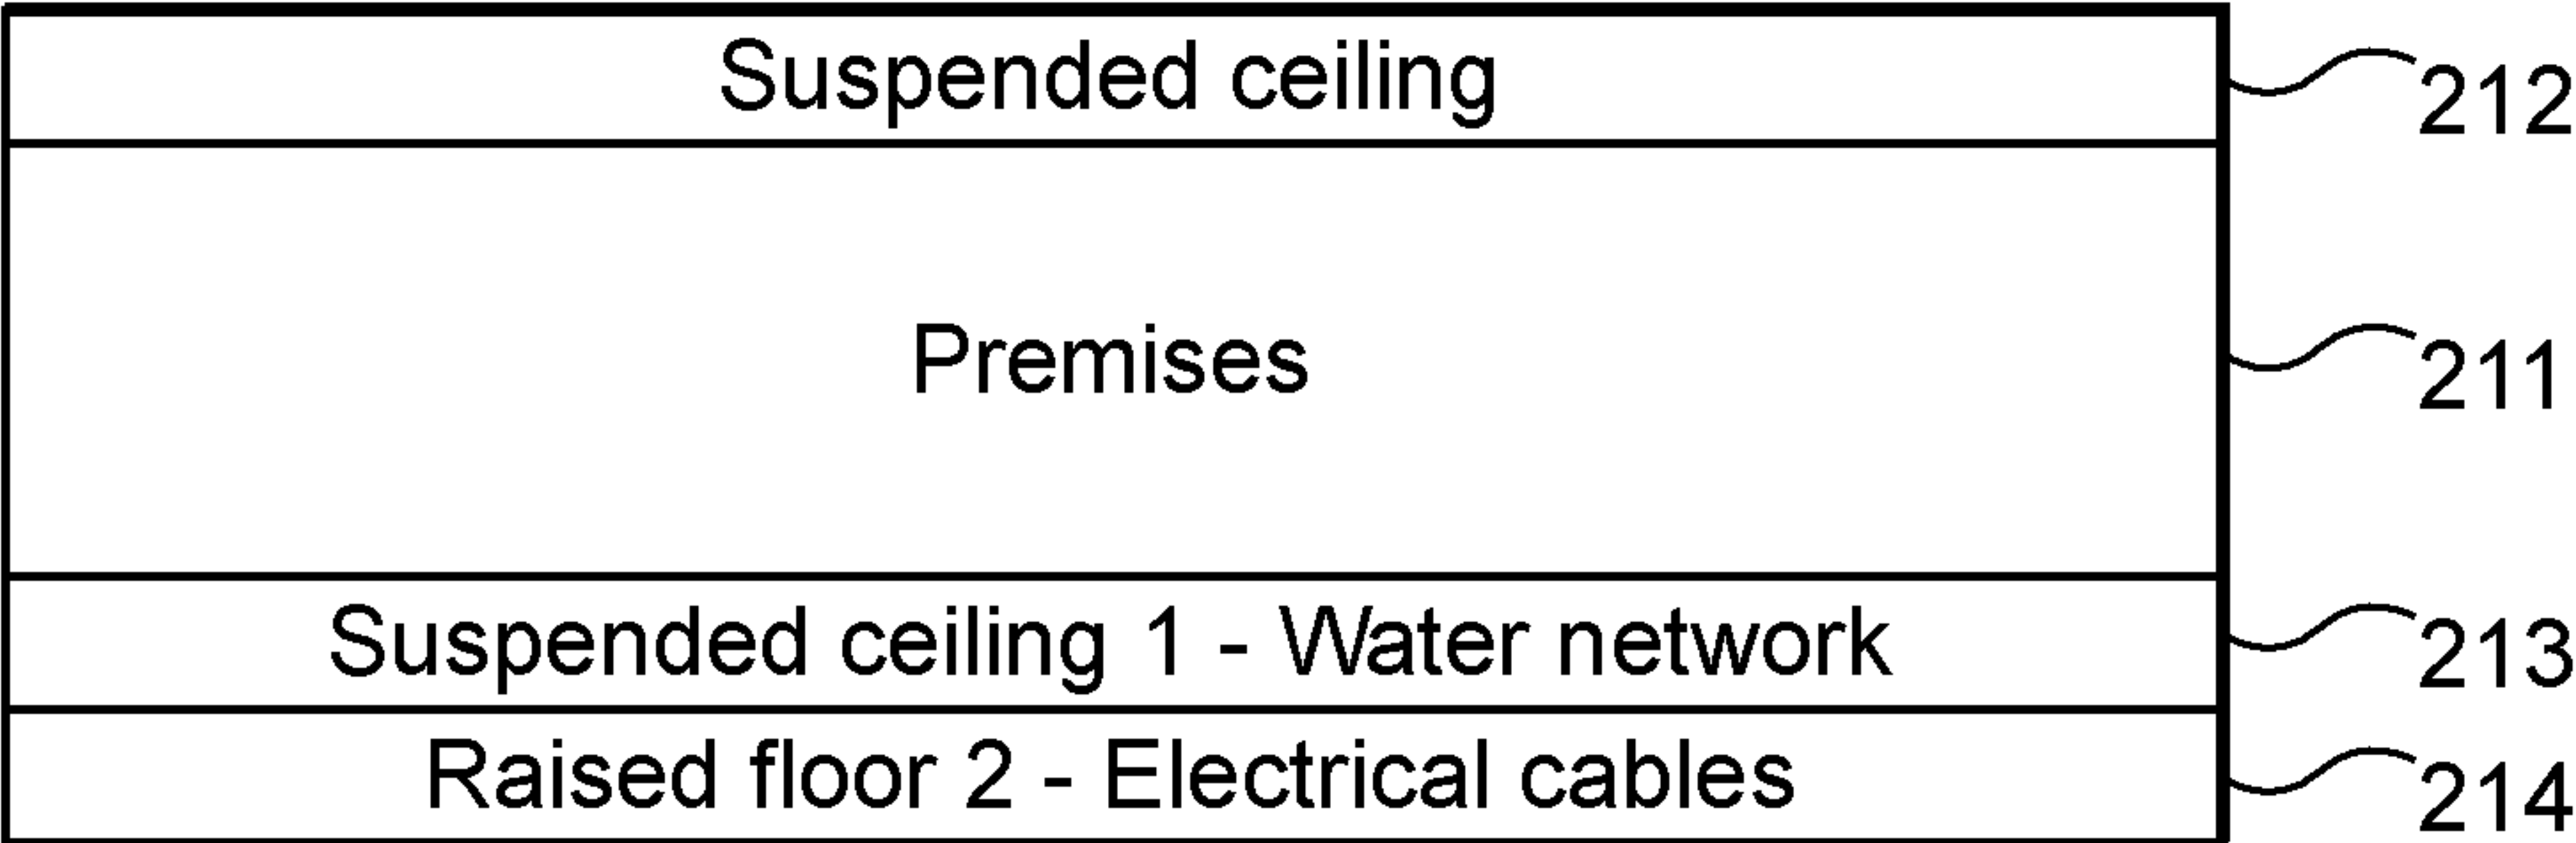 Suspended ceiling 212
Premises 211
Suspended ceiling 1 - Water network 213
Raised floor 2 - Electrical cables 214